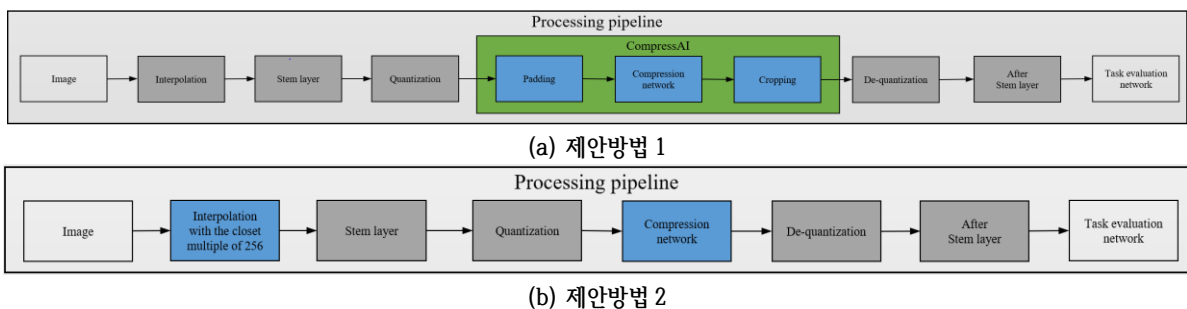 Processing pipeline
CompressAI
Image
Interpolation
Stem layer
Quantization
Padding
Compression
network
Cropping
De-quantization
After
Stem layer
Task evaluation
network
(a) 제안방법 1
Processing pipeline
Image
Interpolation
with the closet
multiple of 256
Stem layer
Quantization
Compression
network
De-quantization
After
Stem layer
Task evaluation
network
(b) 제안방법 2